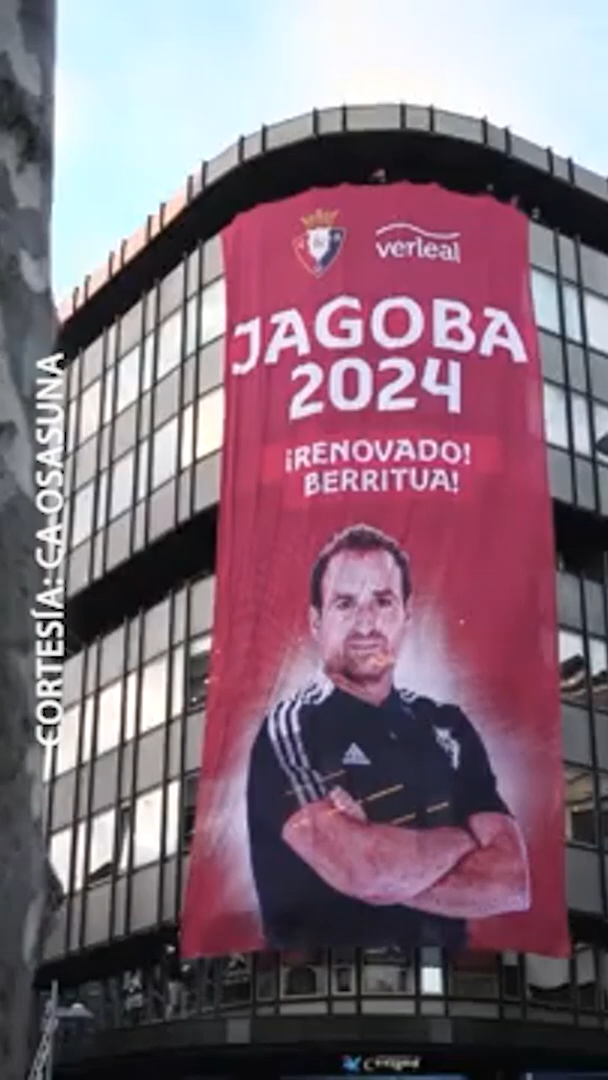 verleal
JAGOBA
2024
¡RENOVADO!
BERRITUA!
CORTESÍA: CA OSASUNA